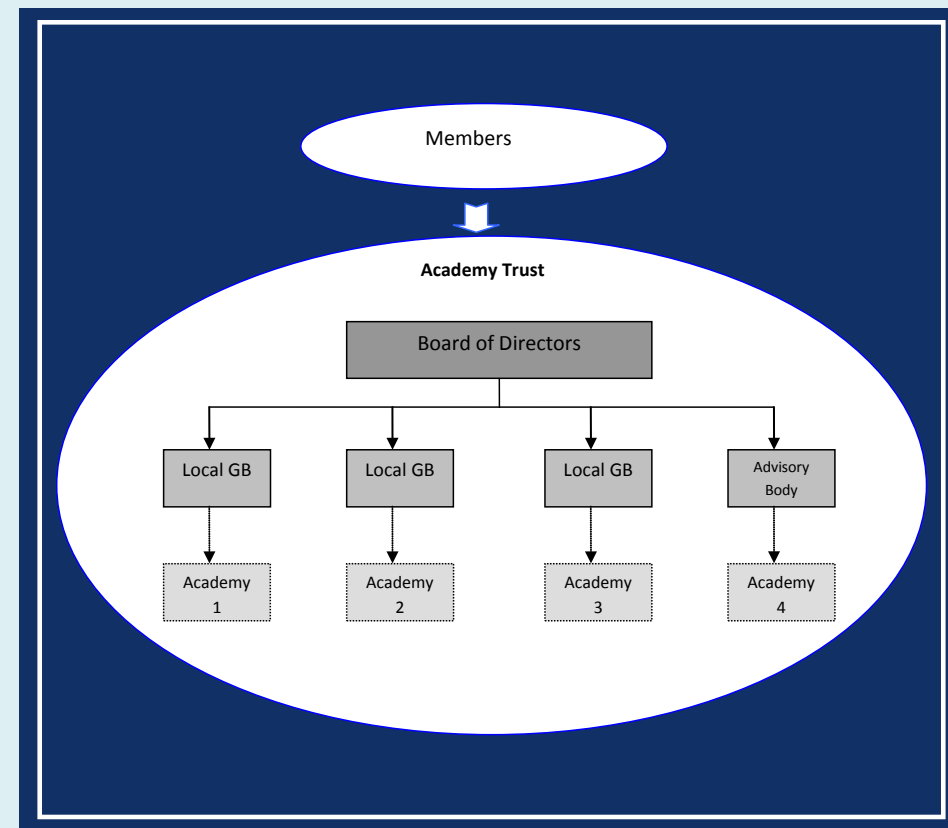 Members
Academy Trust
Board of Directors
Local GB
Local GB
Local GB
Advisory
Body
Academy
1
Academy
2
Academy
3
Academy
4